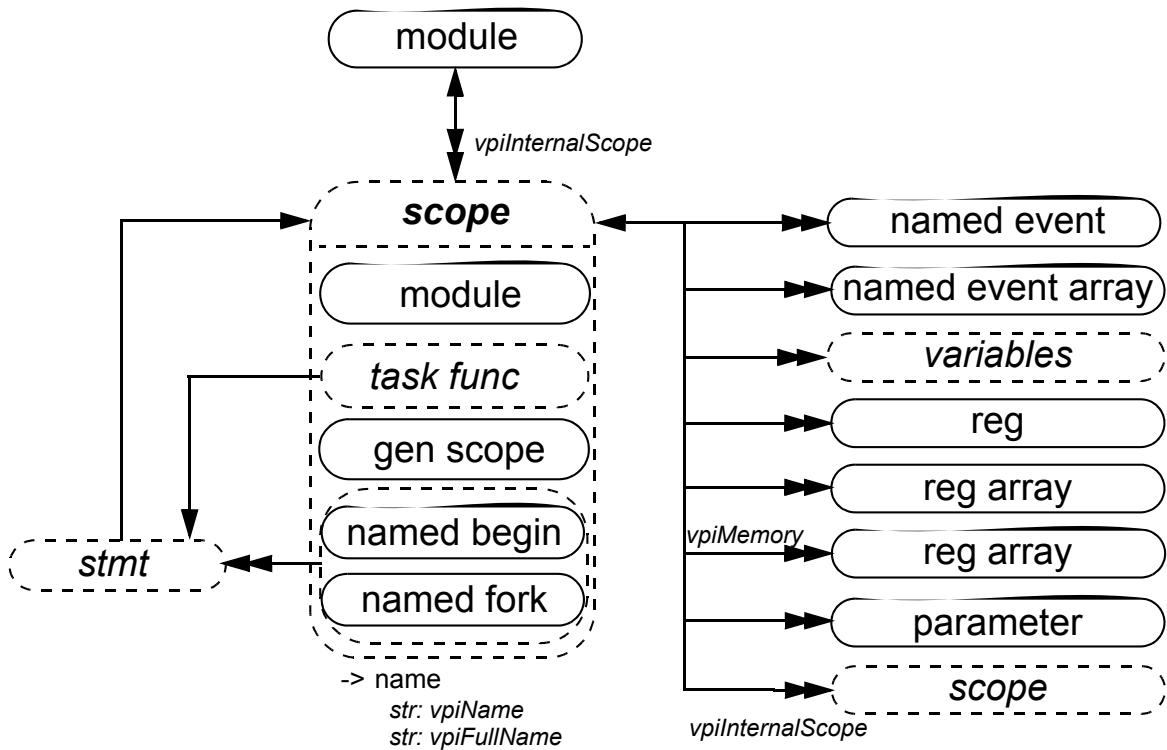 module
vpiInternalScope
scope
module
task func
gen scope
named begin
named fork
stmt
-> name
str: vpiName
str: vpiFullName
named event
named event array
variables
reg
reg array
vpiMemory
reg array
parameter
scope
vpiInternalScope